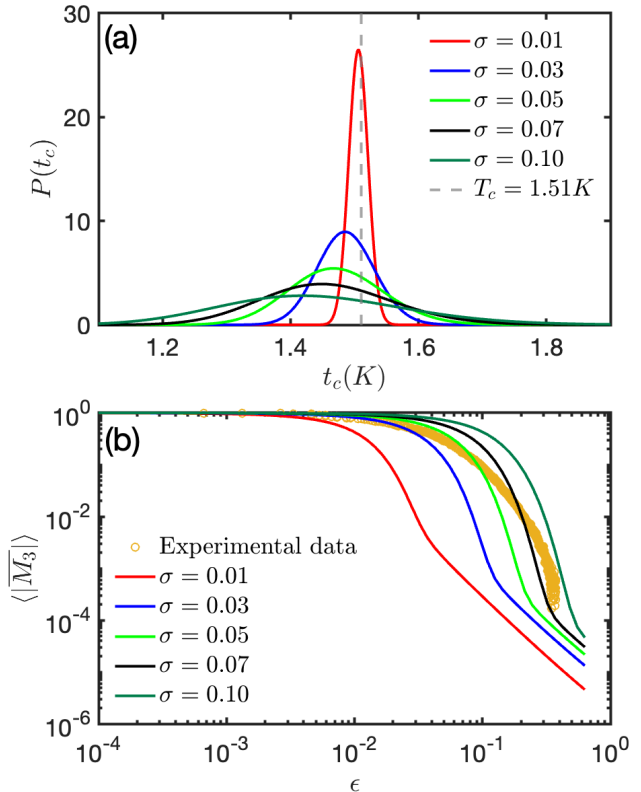 (a)
30
20
10
0
P(t_c)
σ = 0.01
σ = 0.03
σ = 0.05
σ = 0.07
σ = 0.10
T_c = 1.51K
1.2 1.4 1.6 1.8
t_c(K)
(b)
10^0
10^-2
10^-4
10^-6
⟨|\overline{M_3}|⟩
Experimental data
σ = 0.01
σ = 0.03
σ = 0.05
σ = 0.07
σ = 0.10
10^-4 10^-3 10^-2 10^-1 10^0
ϵ